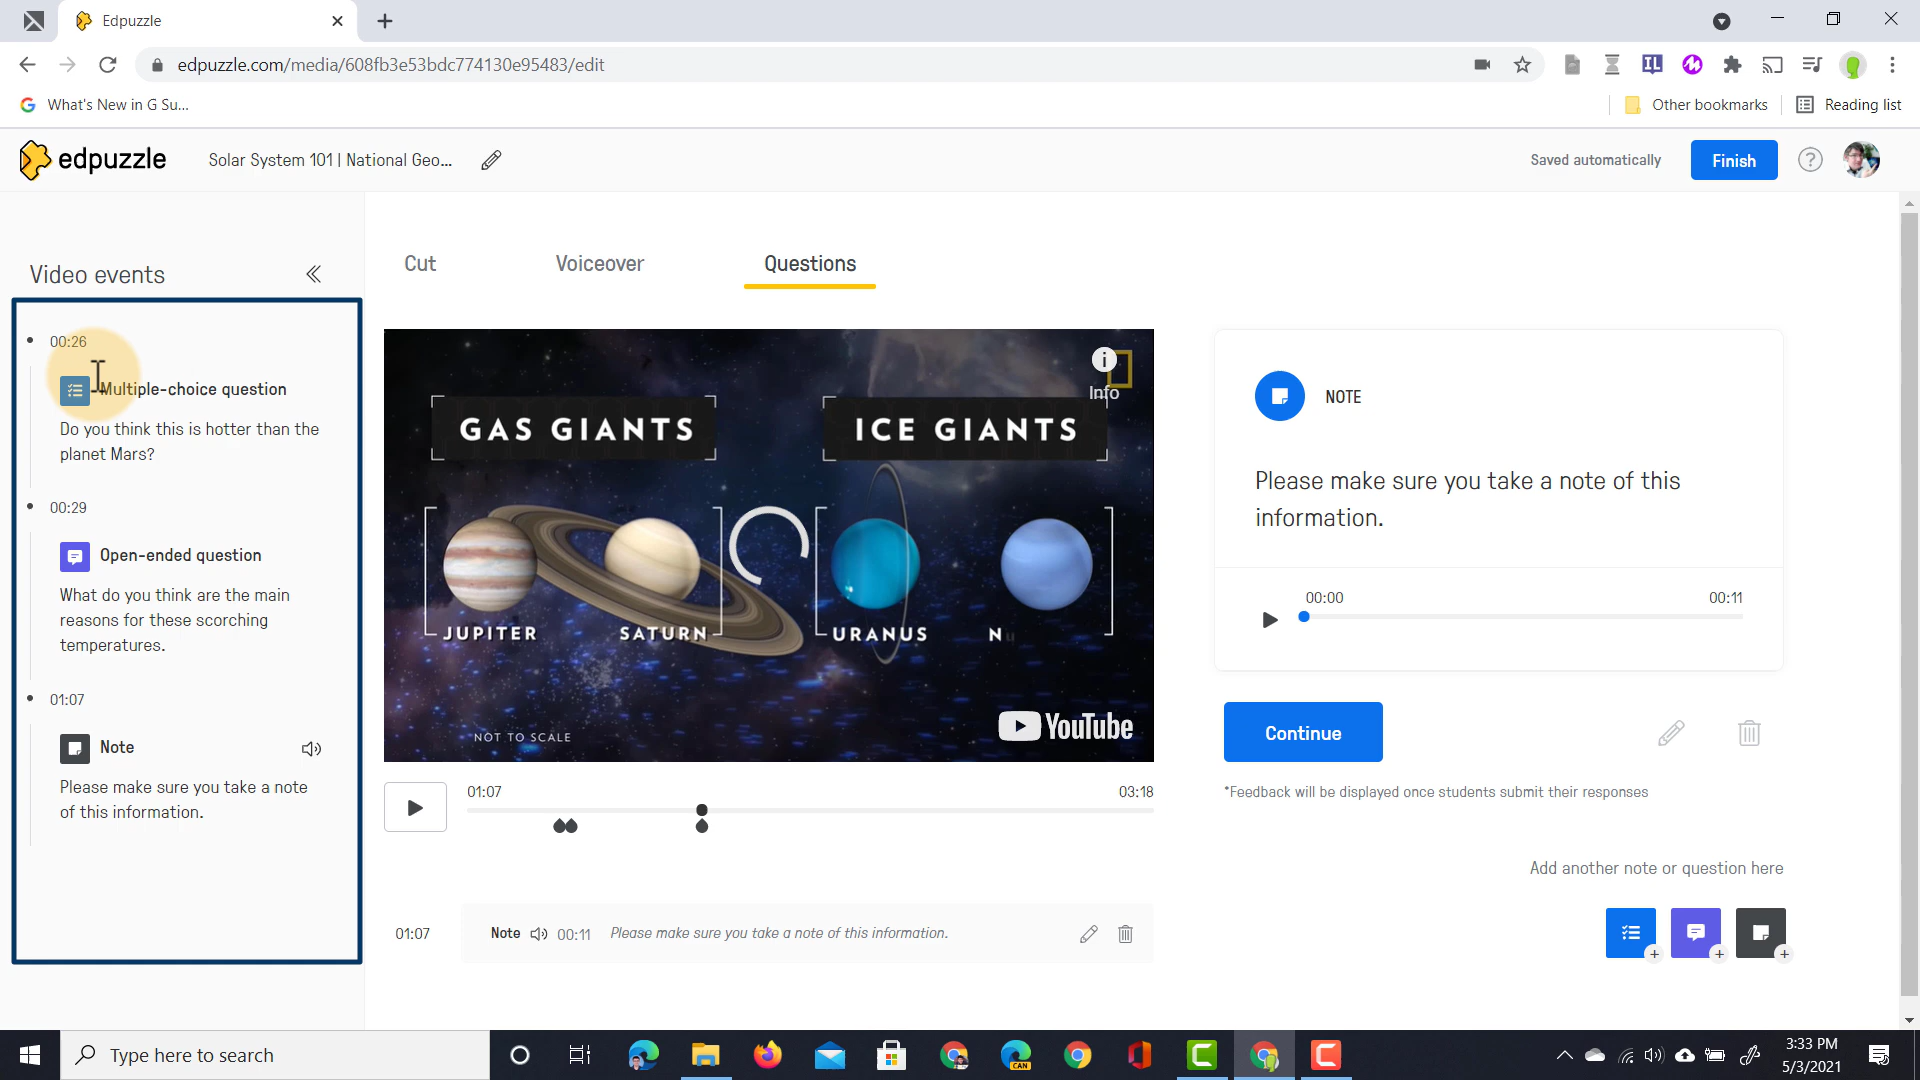 Edpuzzle
edpuzzle.com/media/608fb3e53bdc774130e95483/edit
IL
What's New in G Su...
Other bookmarks
Reading list
edpuzzle
Solar System 101 | National Geo...
Saved automatically
Finish
?
Video events
Cut
Voiceover
Questions
00:26
Multiple-choice question
Do you think this is hotter than the
planet Mars?
00:29
Open-ended question
What do you think are the main
reasons for these scorching
temperatures.
01:07
Note
Please make sure you take a note
of this information.
i
Info
GAS GIANTS
ICE GIANTS
JUPITER
SATURN
URANUS
Nu
NOT TO SCALE
YouTube
01:07
03:18
01:07
Note
00:11
Please make sure you take a note of this information.
NOTE
Please make sure you take a note of this
information.
00:00
00:11
Continue
*Feedback will be displayed once students submit their responses
Add another note or question here
Type here to search
CAN
3:33 PM
5/3/2021